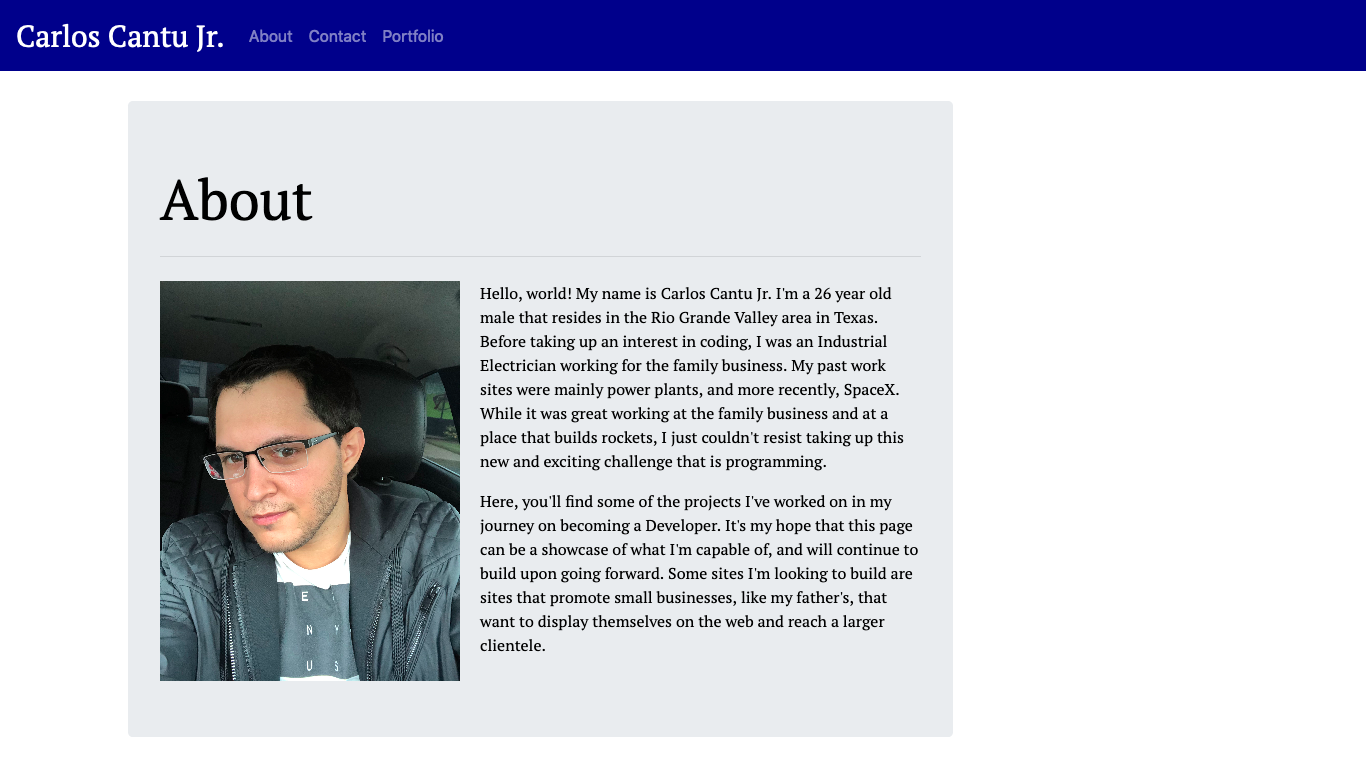 Carlos Cantu Jr. About Contact Portfolio
About
Hello, world! My name is Carlos Cantu Jr. I'm a 26 year old
male that resides in the Rio Grande Valley area in Texas.
Before taking up an interest in coding, I was an Industrial
Electrician working for the family business. My past work
sites were mainly power plants, and more recently, SpaceX.
While it was great working at the family business and at a
place that builds rockets, I just couldn't resist taking up this
new and exciting challenge that is programming.
Here, you'll find some of the projects I've worked on in my
journey on becoming a Developer. It's my hope that this page
can be a showcase of what I'm capable of, and will continue to
build upon going forward. Some sites I'm looking to build are
sites that promote small businesses, like my father's, that
want to display themselves on the web and reach a larger
clientele.
E
N Y
U S